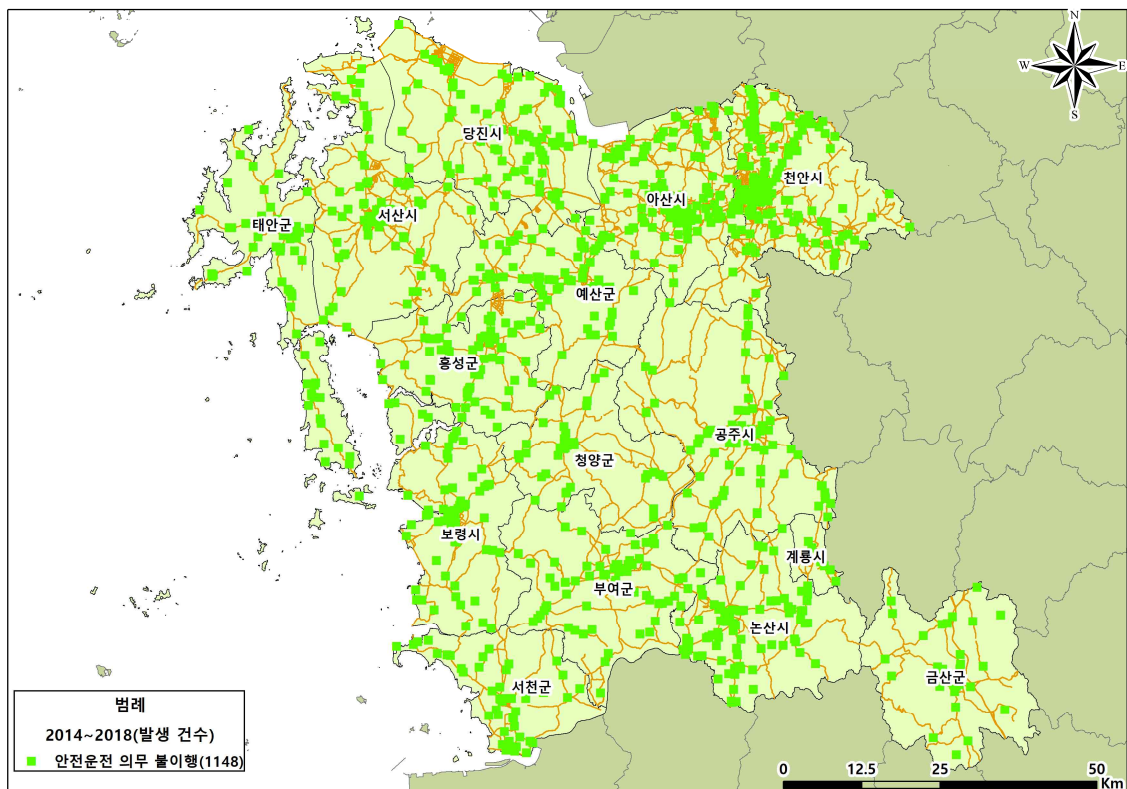 N
W E
S
당진시
천안시
아산시
서산시
태안군
예산군
홍성군
공주시
청양군
보령시
계룡시
부여군
논산시
금산군
서천군
범례
2014~2018(발생 건수)
안전운전 의무 불이행(1148)
0 12.5 25 50
Km